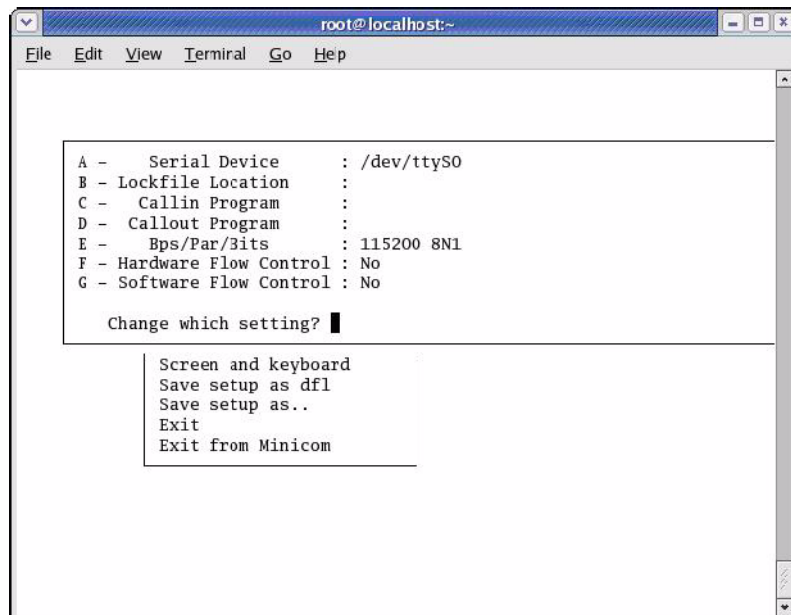 root@localhost:~
File Edit View Terminal Go Help
A - Serial Device : /dev/ttySO
B - Lockfile Location :
C - Callin Program :
D - Callout Program :
E - Bps/Par/Bits : 115200 8N1
F - Hardware Flow Control : No
G - Software Flow Control : No
Change which setting?
Screen and keyboard
Save setup as dfl
Save setup as..
Exit
Exit from Minicom